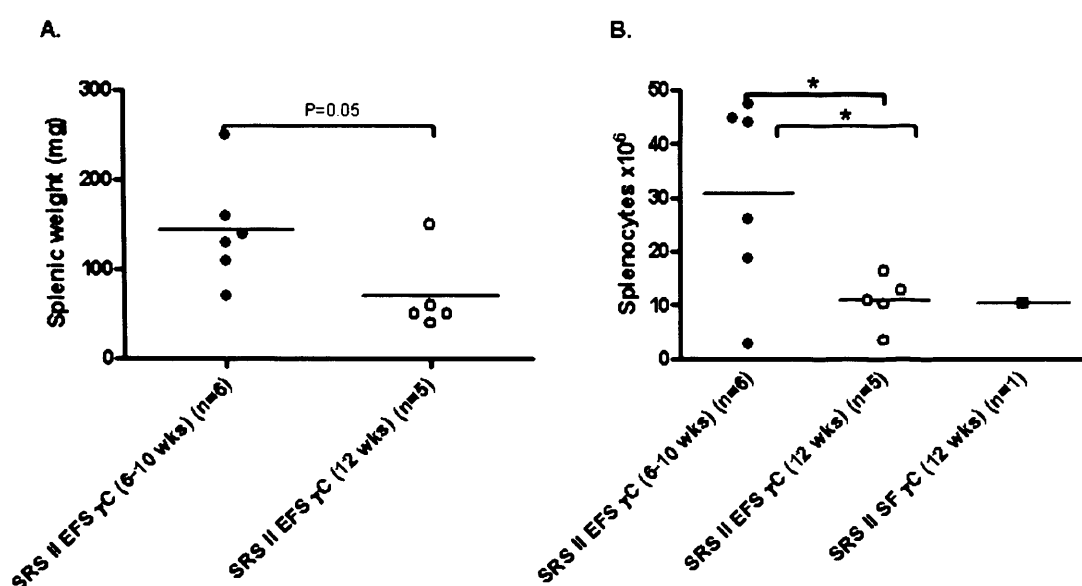 A.
Splenic weight (mg)
300
200
100
0
P=0.05
SRS II EFS γC (6-10 wks) (n=6)
SRS II EFS γC (12 wks) (n=5)
B.
Splenocytes x10⁶
50
40
30
20
10
0
*
*
SRS II EFS γC (6-10 wks) (n=6)
SRS II EFS γC (12 wks) (n=5)
SRS II SF γC (12 wks) (n=1)